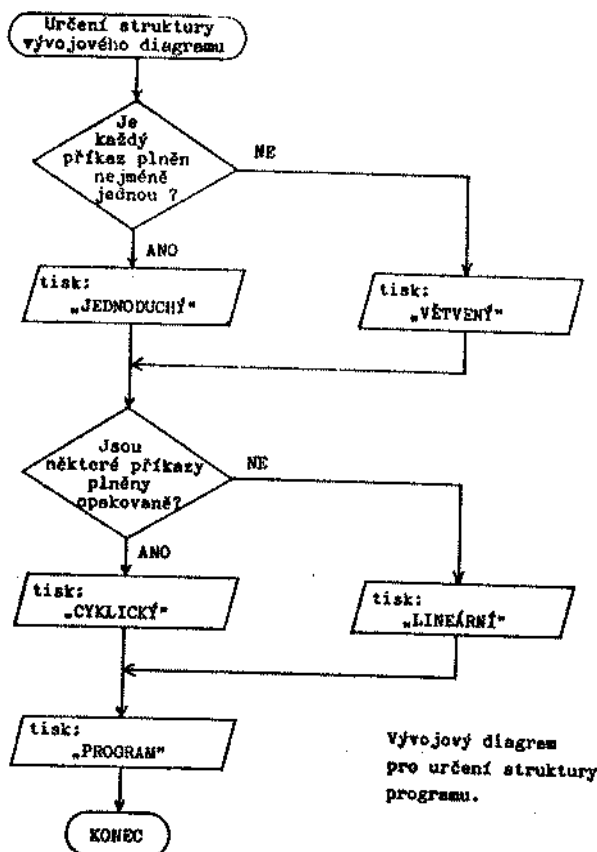 Určení struktury
vývojového diagramu
Je
každý
příkaz plněn
nejméně
jednou ?
NE
ANO
tisk:
„JEDNODUCHÝ"
tisk:
„VĚTVENÝ"
Jsou
některé příkazy
plněny
opakovaně?
NE
ANO
tisk:
„CYKLICKÝ"
tisk:
„LINEÁRNÍ"
tisk:
„PROGRAM"
Vývojový diagram
pro určení struktury
programu.
KONEC